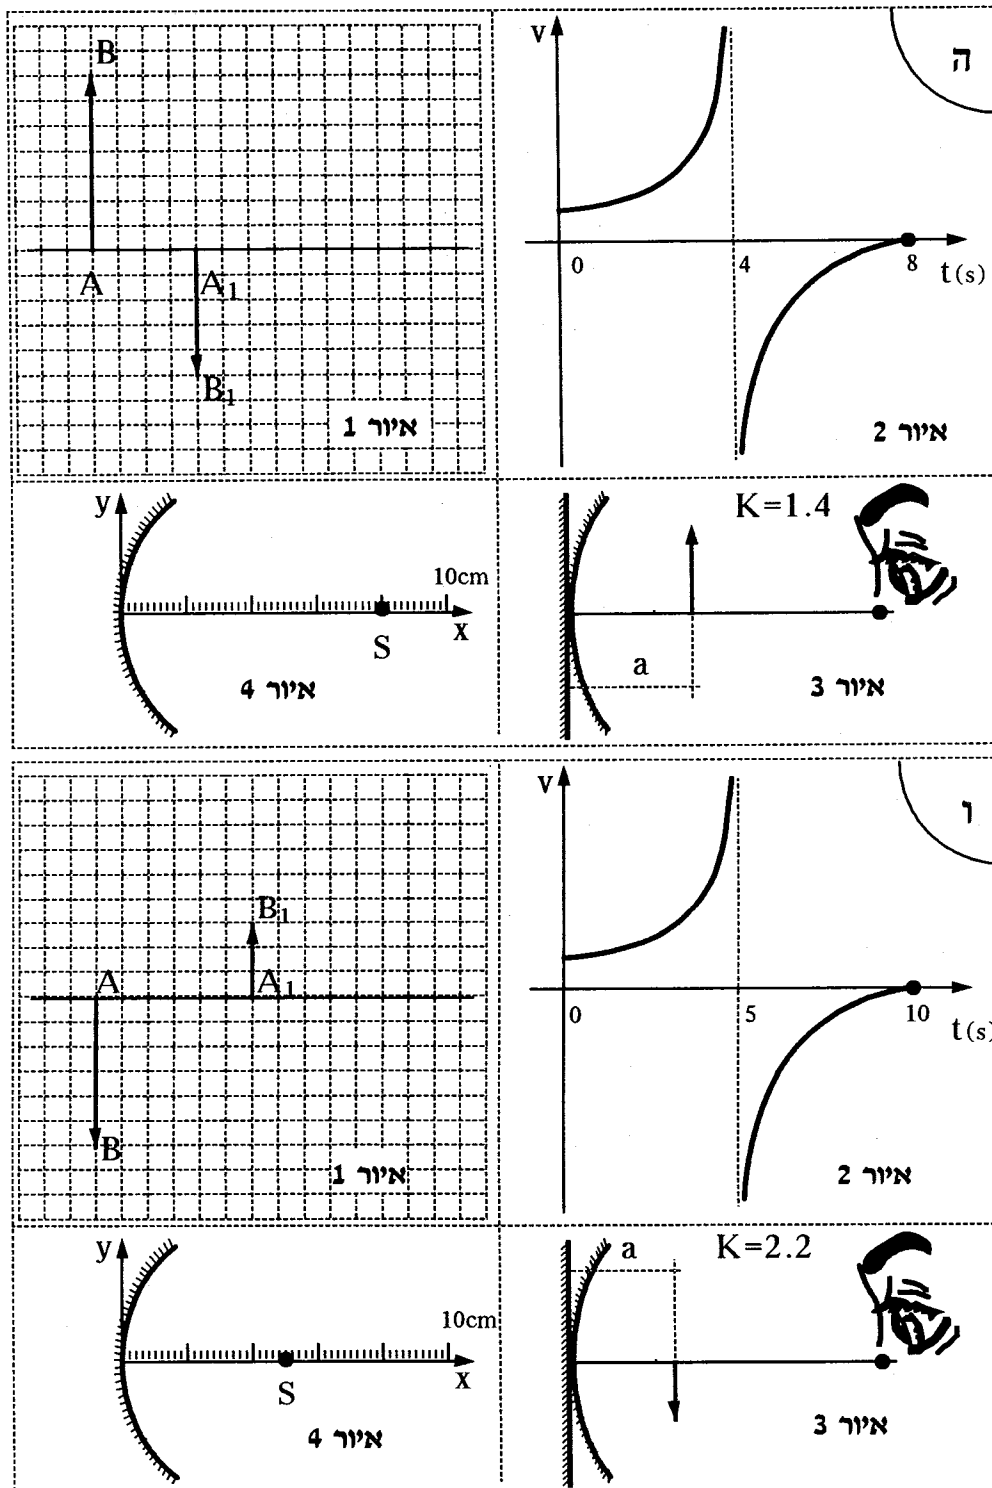 B
A
A₁
B₁
איור 1
v
ה
0
4
8
t(s)
איור 2
y
10cm
x
S
איור 4
K=1.4
a
איור 3
B₁
A
A₁
B
איור 1
v
ו
0
5
10
t(s)
איור 2
y
10cm
x
S
איור 4
a
K=2.2
איור 3